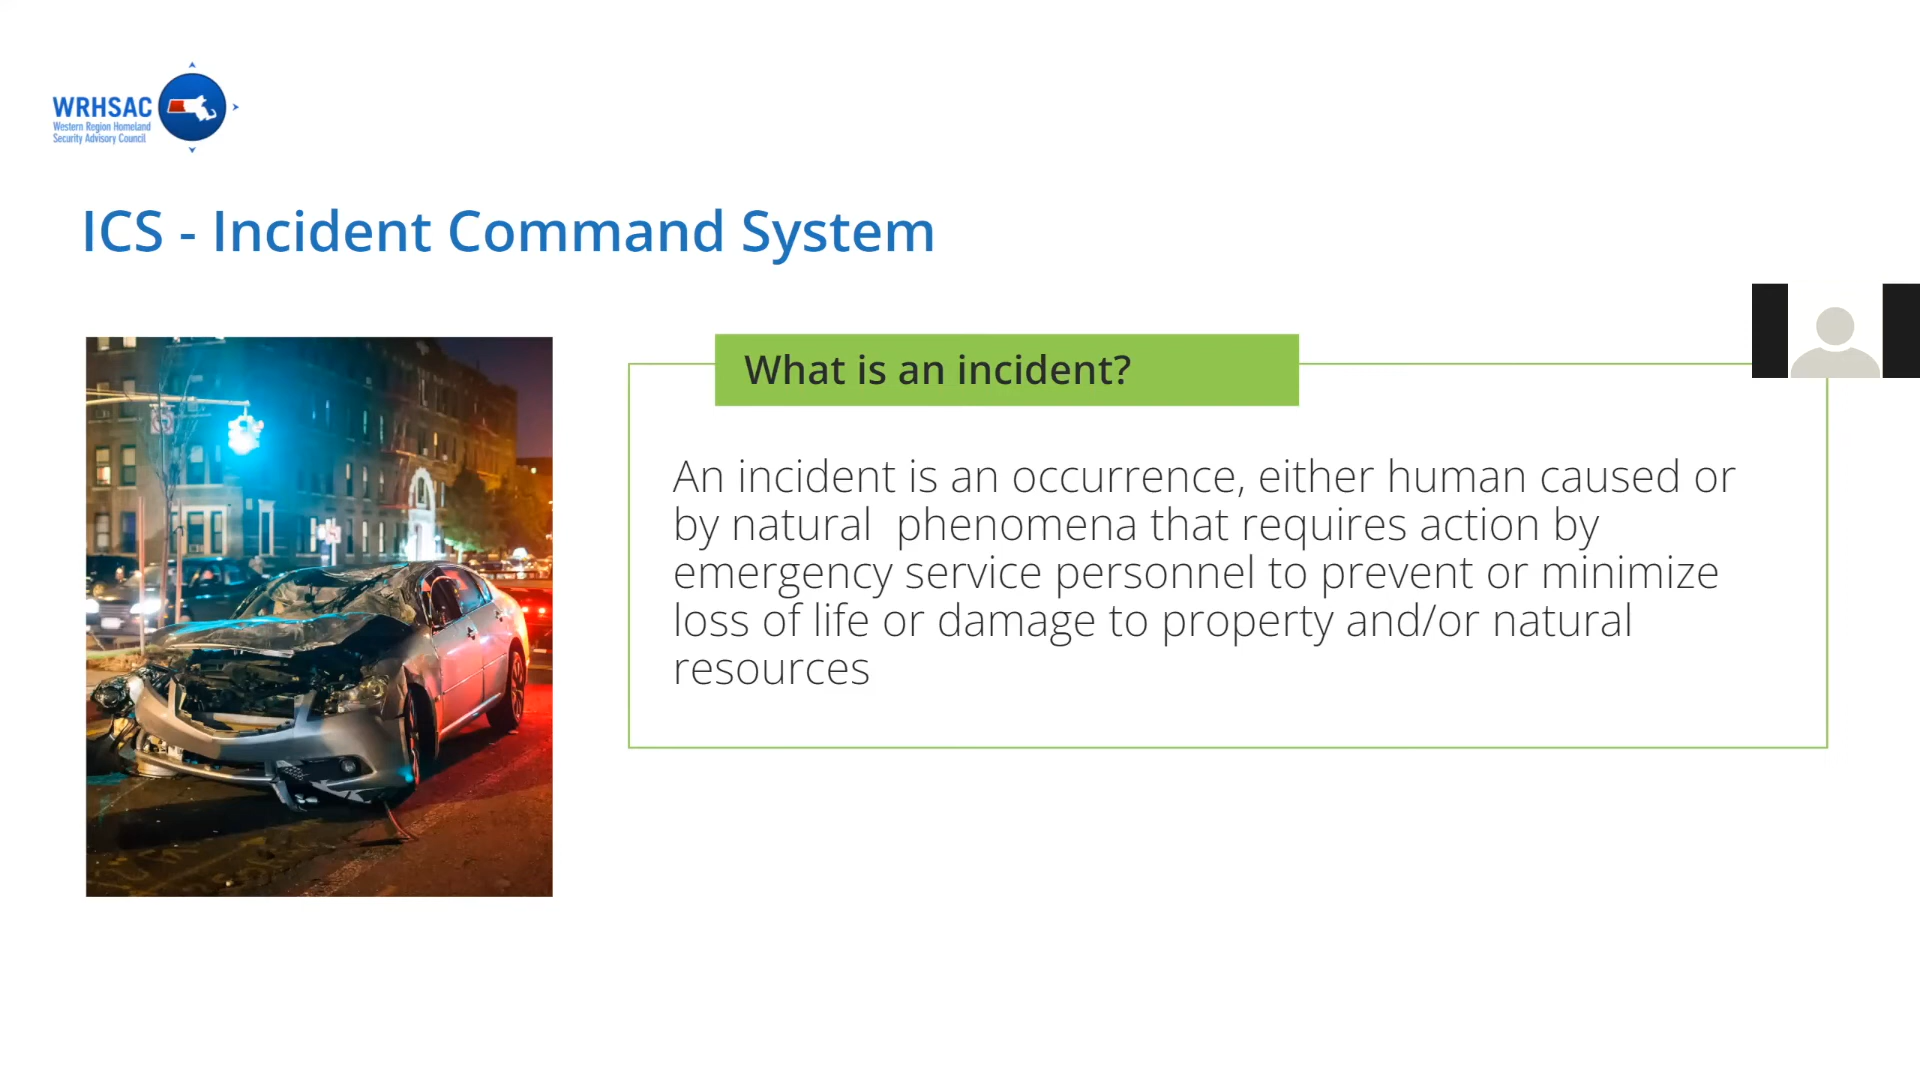 WRHSAC
Western Region Homeland
Security Advisory Council
ICS - Incident Command System
What is an incident?
An incident is an occurrence, either human caused or
by natural  phenomena that requires action by
emergency service personnel to prevent or minimize
loss of life or damage to property and/or natural
resources